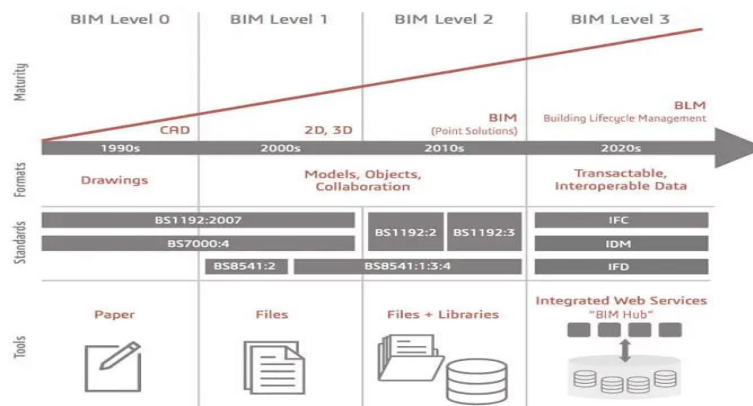 BIM Level 0
BIM Level 1
BIM Level 2
BIM Level 3
Maturity
CAD
2D, 3D
BIM
(Point Solutions)
BLM
Building Lifecycle Management
1990s
2000s
2010s
2020s
Formats
Drawings
Models, Objects,
Collaboration
Transactable,
Interoperable Data
Standards
BS1192:2007
BS7000:4
BS8541:2
BS1192:2
BS1192:3
BS8541:1:3:4
IFC
IDM
IFD
Tools
Paper
Files
Files + Libraries
Integrated Web Services
"BIM Hub"